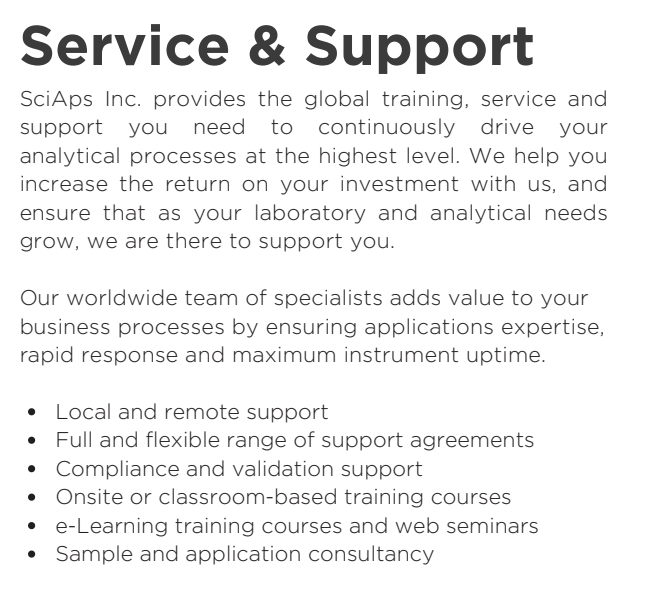 Service & Support
SciAps Inc. provides the global training, service and
support you need to continuously drive your
analytical processes at the highest level. We help you
increase the return on your investment with us, and
ensure that as your laboratory and analytical needs
grow, we are there to support you.
Our worldwide team of specialists adds value to your
business processes by ensuring applications expertise,
rapid response and maximum instrument uptime.
• Local and remote support
• Full and flexible range of support agreements
• Compliance and validation support
• Onsite or classroom-based training courses
• e-Learning training courses and web seminars
• Sample and application consultancy